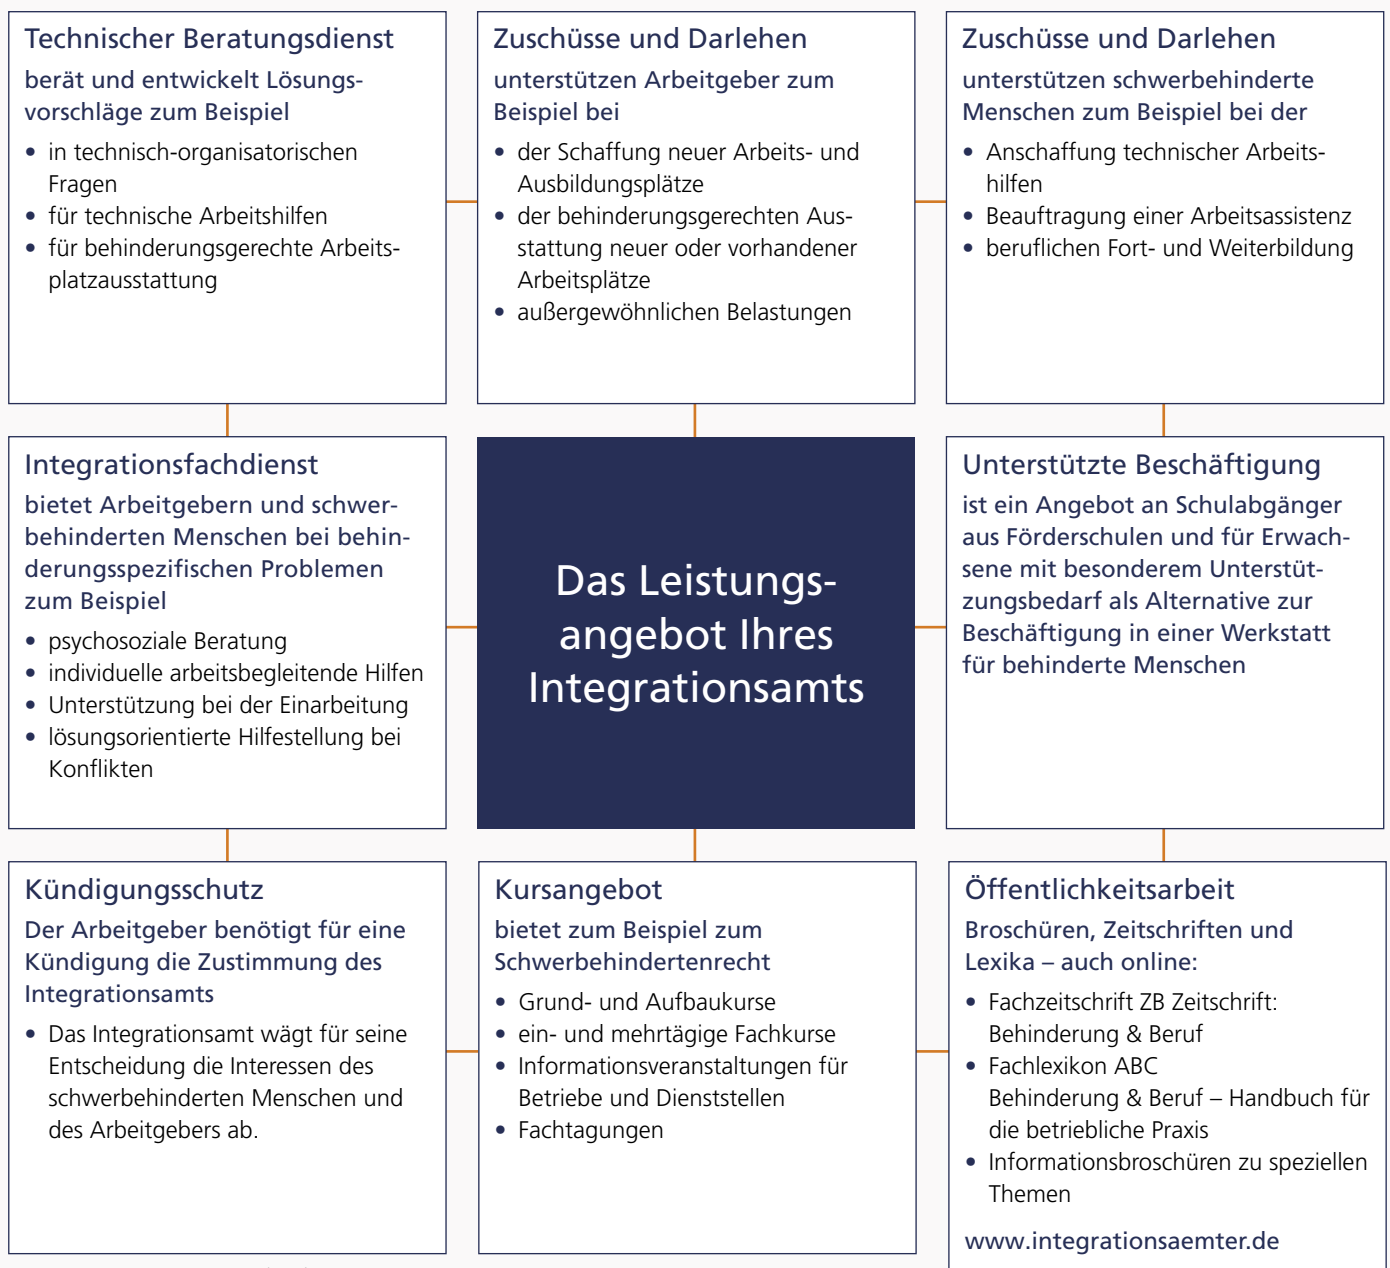 Technischer Beratungsdienst
berät und entwickelt Lösungs-
vorschläge zum Beispiel
• in technisch-organisatorischen
Fragen
• für technische Arbeitshilfen
• für behinderungsgerechte Arbeits-
platzausstattung
Zuschüsse und Darlehen
unterstützen Arbeitgeber zum
Beispiel bei
• der Schaffung neuer Arbeits- und
Ausbildungsplätze
• der behinderungsgerechten Aus-
stattung neuer oder vorhandener
Arbeitsplätze
• außergewöhnlichen Belastungen
Zuschüsse und Darlehen
unterstützen schwerbehinderte
Menschen zum Beispiel bei der
• Anschaffung technischer Arbeits-
hilfen
• Beauftragung einer Arbeitsassistenz
• beruflichen Fort- und Weiterbildung
Integrationsfachdienst
bietet Arbeitgebern und schwer-
behinderten Menschen bei behin-
derungsspezifischen Problemen
zum Beispiel
• psychosoziale Beratung
• individuelle arbeitsbegleitende Hilfen
• Unterstützung bei der Einarbeitung
• lösungsorientierte Hilfestellung bei
Konflikten
Das Leistungs-
angebot Ihres
Integrationsamts
Unterstützte Beschäftigung
ist ein Angebot an Schulabgänger
aus Förderschulen und für Erwach-
sene mit besonderem Unterstüt-
zungsbedarf als Alternative zur
Beschäftigung in einer Werkstatt
für behinderte Menschen
Kündigungsschutz
Der Arbeitgeber benötigt für eine
Kündigung die Zustimmung des
Integrationsamts
• Das Integrationsamt wägt für seine
Entscheidung die Interessen des
schwerbehinderten Menschen und
des Arbeitgebers ab.
Kursangebot
bietet zum Beispiel zum
Schwerbehindertenrecht
• Grund- und Aufbaukurse
• ein- und mehrtägige Fachkurse
• Informationsveranstaltungen für
Betriebe und Dienststellen
• Fachtagungen
Öffentlichkeitsarbeit
Broschüren, Zeitschriften und
Lexika – auch online:
• Fachzeitschrift ZB Zeitschrift:
Behinderung & Beruf
• Fachlexikon ABC
Behinderung & Beruf – Handbuch für
die betriebliche Praxis
• Informationsbroschüren zu speziellen
Themen
www.integrationsaemter.de